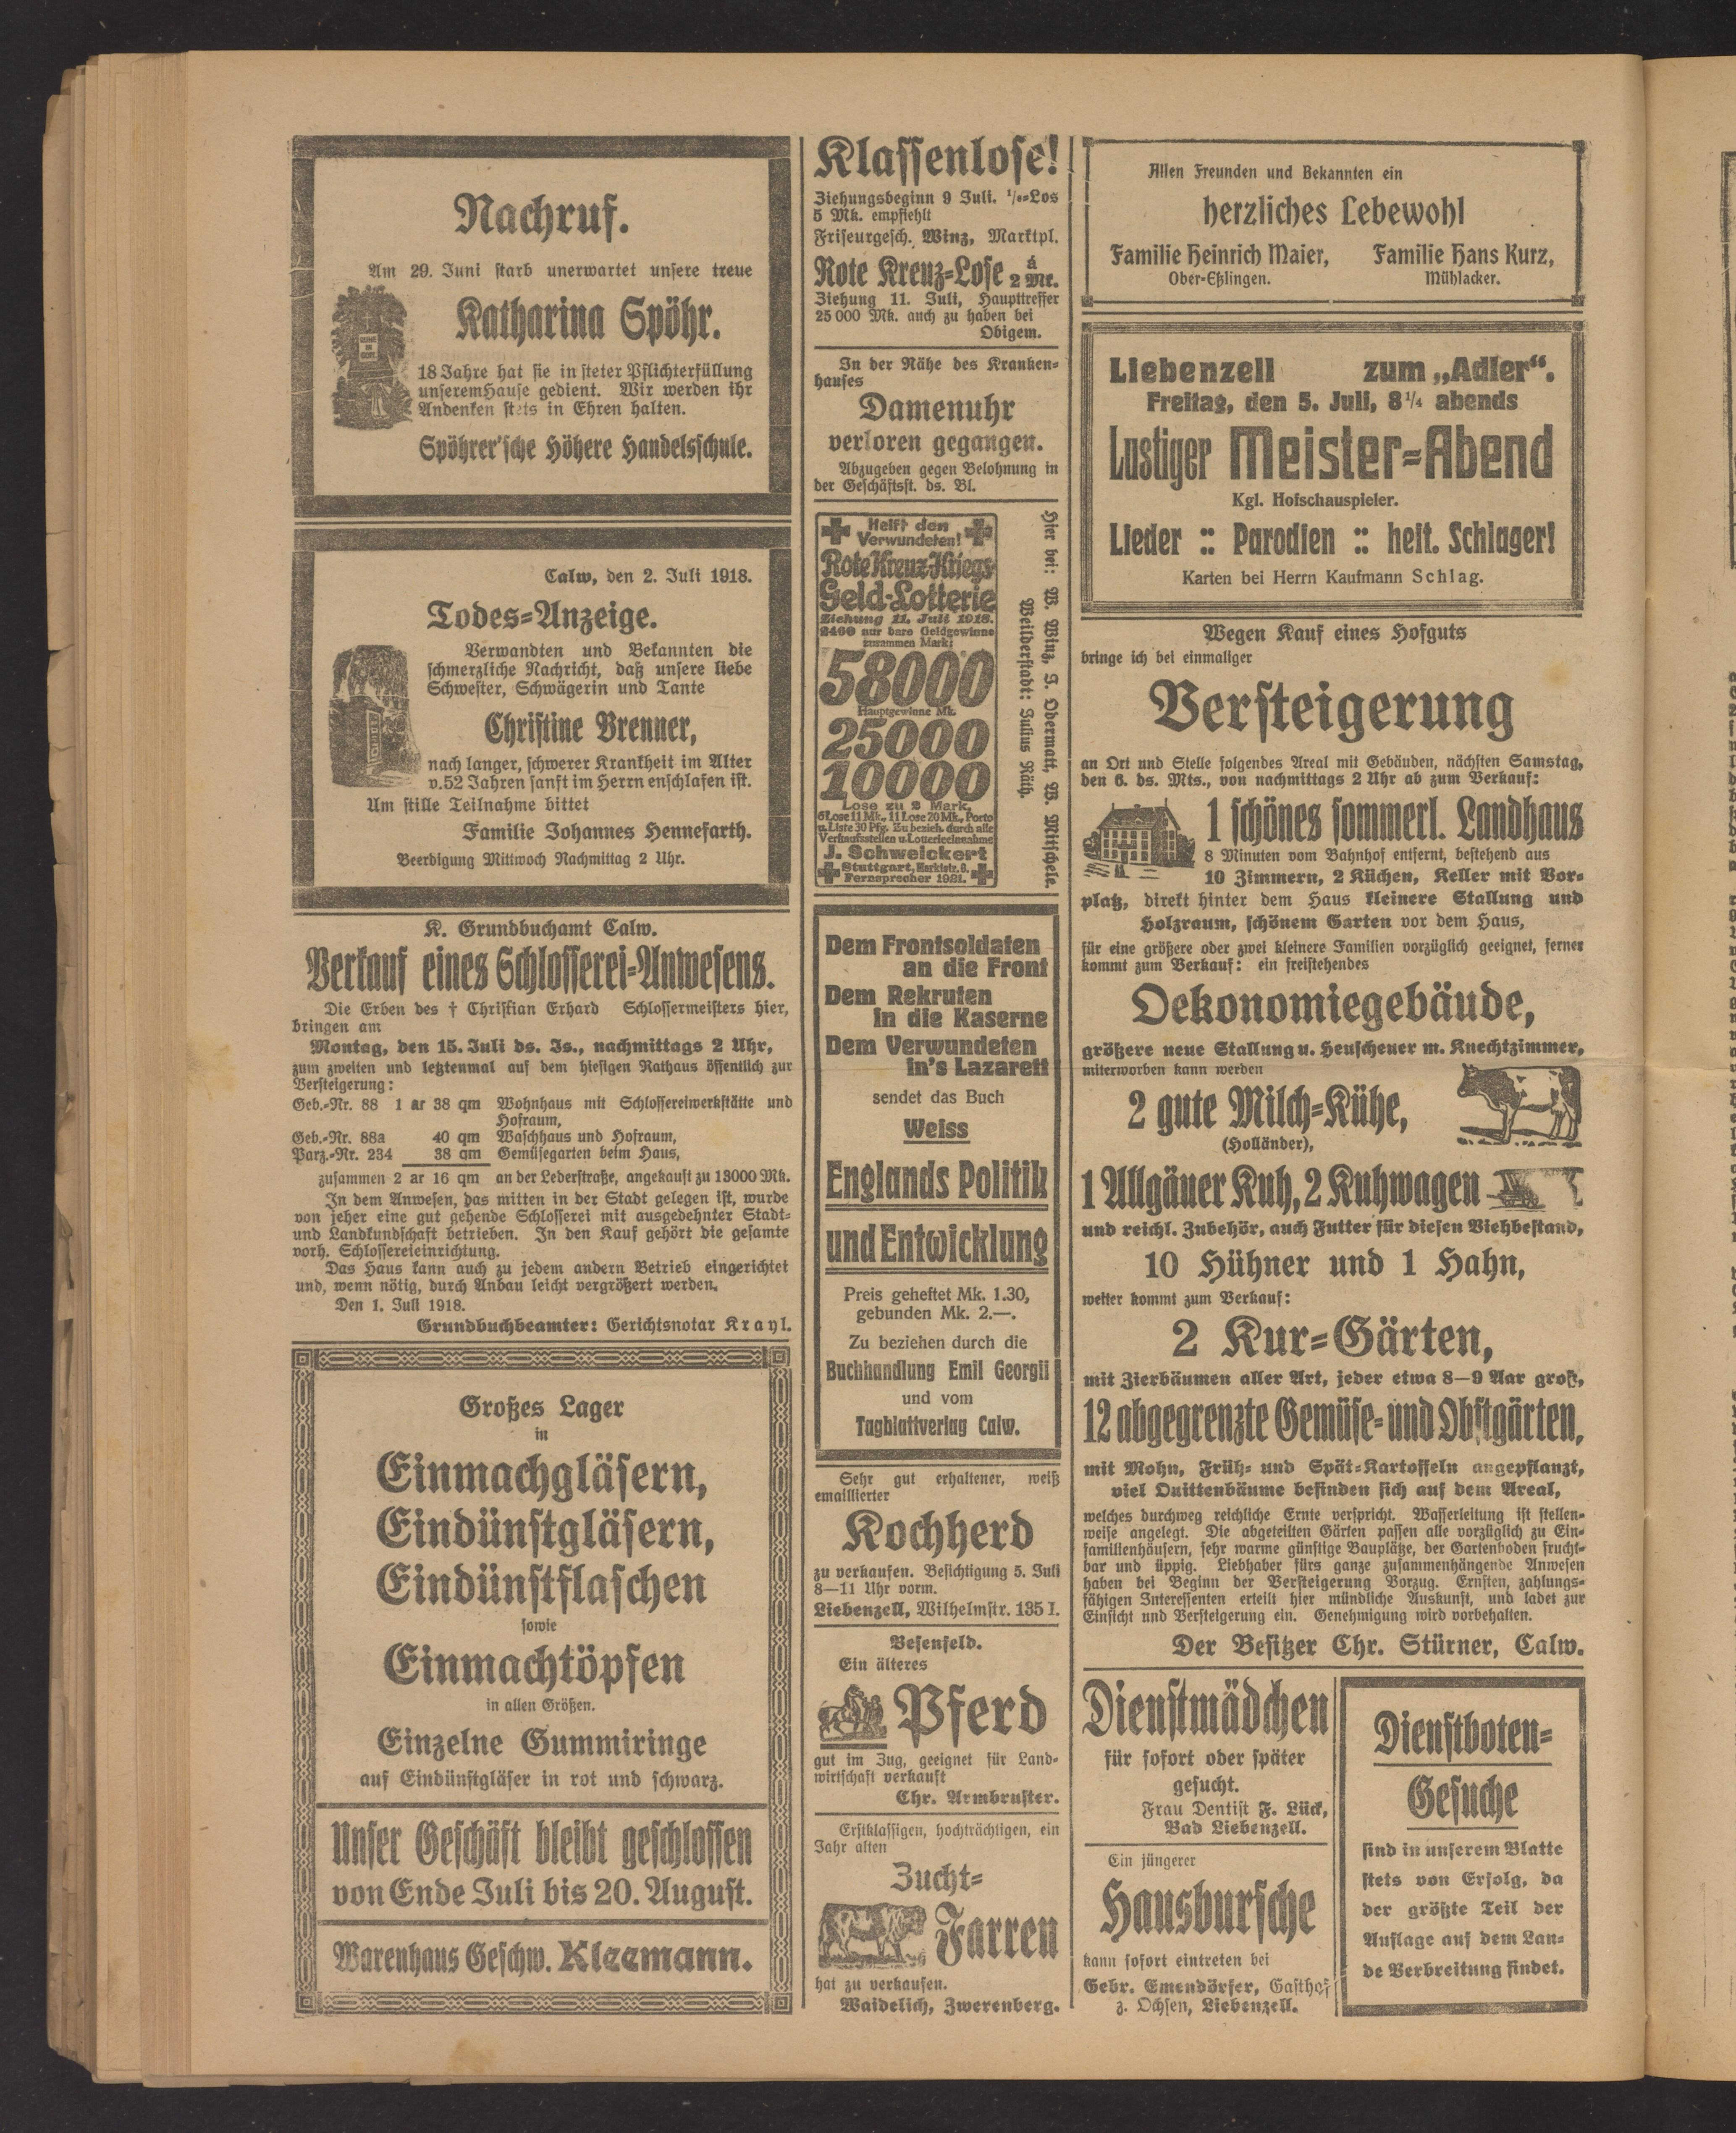 Nachruf.
Am 29. Juni starb unerwartet unsere treue
Katharina Spöhr.
18 Jahre hat sie in steter Pflichterfüllung
unserem Hause gedient. Wir werden ihr
Andenken stets in Ehren halten.
Spöhrer'sche Höhere Handelsschule.
Calw, den 2. Juli 1918.
Todes=Anzeige.
Verwandten und Bekannten die
schmerzliche Nachricht, daß unsere liebe
Schwester, Schwägerin und Tante
Christine Brenner,
nach langer, schwerer Krankheit im Alter
v. 52 Jahren sanft im Herrn enschlafen ist.
Um stille Teilnahme bittet
Familie Johannes Hennefarth.
Beerdigung Mittwoch Nachmittag 2 Uhr.
K. Grundbuchamt Calw.
Verkauf eines Schlosserei=Anwesens.
Die Erben des † Christian Erhard Schlossermeisters hier,
bringen am
Montag, den 15. Juli ds. Js., nachmittags 2 Uhr,
zum zweiten und letztenmal auf dem hiesigen Rathaus öffentlich zur
Versteigerung:
Geb.=Nr. 88 1 ar 38 qm Wohnhaus mit Schlossereiwerkstätte und
Hofraum,
Geb.=Nr. 88a 40 qm Waschhaus und Hofraum,
Parz.=Nr. 234 38 qm Gemüsegarten beim Haus,
zusammen 2 ar 16 qm an der Lederstraße, angekauft zu 13000 Mk.
In dem Anwesen, das mitten in der Stadt gelegen ist, wurde
von jeher eine gut gehende Schlosserei mit ausgedehnter Stadt=
und Landkundschaft betrieben. In den Kauf gehört die gesamte
vorh. Schlossereieinrichtung.
Das Haus kann auch zu jedem andern Betrieb eingerichtet
und, wenn nötig, durch Anbau leicht vergrößert werden.
Den 1. Juli 1918.
Grundbuchbeamter: Gerichtsnotar Krayl.
Großes Lager
in
Einmachgläsern,
Eindünstgläsern,
Eindünstflaschen
sowie
Einmachtöpfen
in allen Größen.
Einzelne Gummiringe
auf Eindünstgläser in rot und schwarz.
Unser Geschäft bleibt geschlossen
von Ende Juli bis 20. August.
Warenhaus Geschw. Kleemann.
Klassenlose!
Ziehungsbeginn 9 Juli. 1/8=Los
5 Mk. empfiehlt
Friseurgesch. Winz, Marktpl.
Rote Kreuz=Lose á 2 Mk.
Ziehung 11. Juli, Haupttreffer
25 000 Mk. auch zu haben bei
Obigem.
In der Nähe des Kranken=
hauses
Damenuhr
verloren gegangen.
Abzugeben gegen Belohnung in
der Geschäftsst. ds. Bl.
Helft den
Verwundeten!
Rote Kreuz-Kriegs-
Geld-Lotterie
Ziehung 11. Juli 1918.
2460 nur bare Geldgewinne
zusammen Mark:
58000
Hauptgewinne Mk.
25000
10000
Lose zu 2 Mark,
6 Lose 11 Mk., 11 Lose 20 Mk., Porto
u. Liste 30 Pfg. Zu bezieh. durch alle
Verkaufsstellen u. Lotterieeinnahme
J. Schweickert
Stuttgart, Marktstr. 6.
Fernsprecher 1921.
Hier bei: W. Winz, J. Obermatt, W. Mitschele.
Weilderstadt: Julius Räth.
Dem Frontsoldaten
an die Front
Dem Rekruten
in die Kaserne
Dem Verwundeten
in's Lazarett
sendet das Buch
Weiss
Englands Politik
und Entwicklung
Preis geheftet Mk. 1.30,
gebunden Mk. 2.—.
Zu beziehen durch die
Buchhandlung Emil Georgii
und vom
Tagblattverlag Calw.
Sehr gut erhaltener, weiß
emaillierter
Kochherd
zu verkaufen. Besichtigung 5. Juli
8—11 Uhr vorm.
Liebenzell, Wilhelmstr. 135 I.
Besenfeld.
Ein älteres
Pferd
gut im Zug, geeignet für Land=
wirtschaft verkauft
Chr. Armbruster.
Erstklassigen, hochträchtigen, ein
Jahr alten
Zucht=
Farren
hat zu verkaufen.
Waidelich, Zwerenberg.
Allen Freunden und Bekannten ein
herzliches Lebewohl
Familie Heinrich Maier, Familie Hans Kurz,
Ober=Eßlingen. Mühlacker.
Liebenzell zum „Adler“.
Freitag, den 5. Juli, 8 1/4 abends
Lustiger Meister=Abend
Kgl. Hofschauspieler.
Lieder :: Parodien :: heit. Schlager!
Karten bei Herrn Kaufmann Schlag.
Wegen Kauf eines Hofguts
bringe ich bei einmaliger
Versteigerung
an Ort und Stelle folgendes Areal mit Gebäuden, nächsten Samstag,
den 6. ds. Mts., von nachmittags 2 Uhr ab zum Verkauf:
1 schönes sommerl. Landhaus
8 Minuten vom Bahnhof entfernt, bestehend aus
10 Zimmern, 2 Küchen, Keller mit Vor=
platz, direkt hinter dem Haus kleinere Stallung und
Holzraum, schönem Garten vor dem Haus,
für eine größere oder zwei kleinere Familien vorzüglich geeignet, ferner
kommt zum Verkauf: ein freistehendes
Oekonomiegebäude,
größere neue Stallung u. Heuscheuer m. Knechtzimmer,
miterworben kann werden
2 gute Milch=Kühe,
(Holländer),
1 Allgäuer Kuh, 2 Kuhwagen
und reichl. Zubehör, auch Futter für diesen Viehbestand,
10 Hühner und 1 Hahn,
weiter kommt zum Verkauf:
2 Kur=Gärten,
mit Zierbäumen aller Art, jeder etwa 8—9 Aar groß,
12 abgegrenzte Gemüse= und Obstgärten,
mit Mohn, Früh= und Spät=Kartoffeln angepflanzt,
viel Quittenbäume befinden sich auf dem Areal,
welches durchweg reichliche Ernte verspricht. Wasserleitung ist stellen=
weise angelegt. Die abgeteilten Gärten passen alle vorzüglich zu Ein=
familienhäusern, sehr warme günstige Bauplätze, der Gartenboden frucht=
bar und üppig. Liebhaber fürs ganze zusammenhängende Anwesen
haben bei Beginn der Versteigerung Vorzug. Ernsten, zahlungs=
fähigen Interessenten erteilt hier mündliche Auskunft, und ladet zur
Einsicht und Versteigerung ein. Genehmigung wird vorbehalten.
Der Besitzer Chr. Stürner, Calw.
Dienstmädchen
für sofort oder später
gesucht.
Frau Dentist F. Lück,
Bad Liebenzell.
Ein jüngerer
Hausbursche
kann sofort eintreten bei
Gebr. Emendörfer, Gasthof
z. Ochsen, Liebenzell.
Dienstboten=
Gesuche
sind in unserem Blatte
stets von Erfolg, da
der größte Teil der
Auflage auf dem Lan=
de Verbreitung findet.